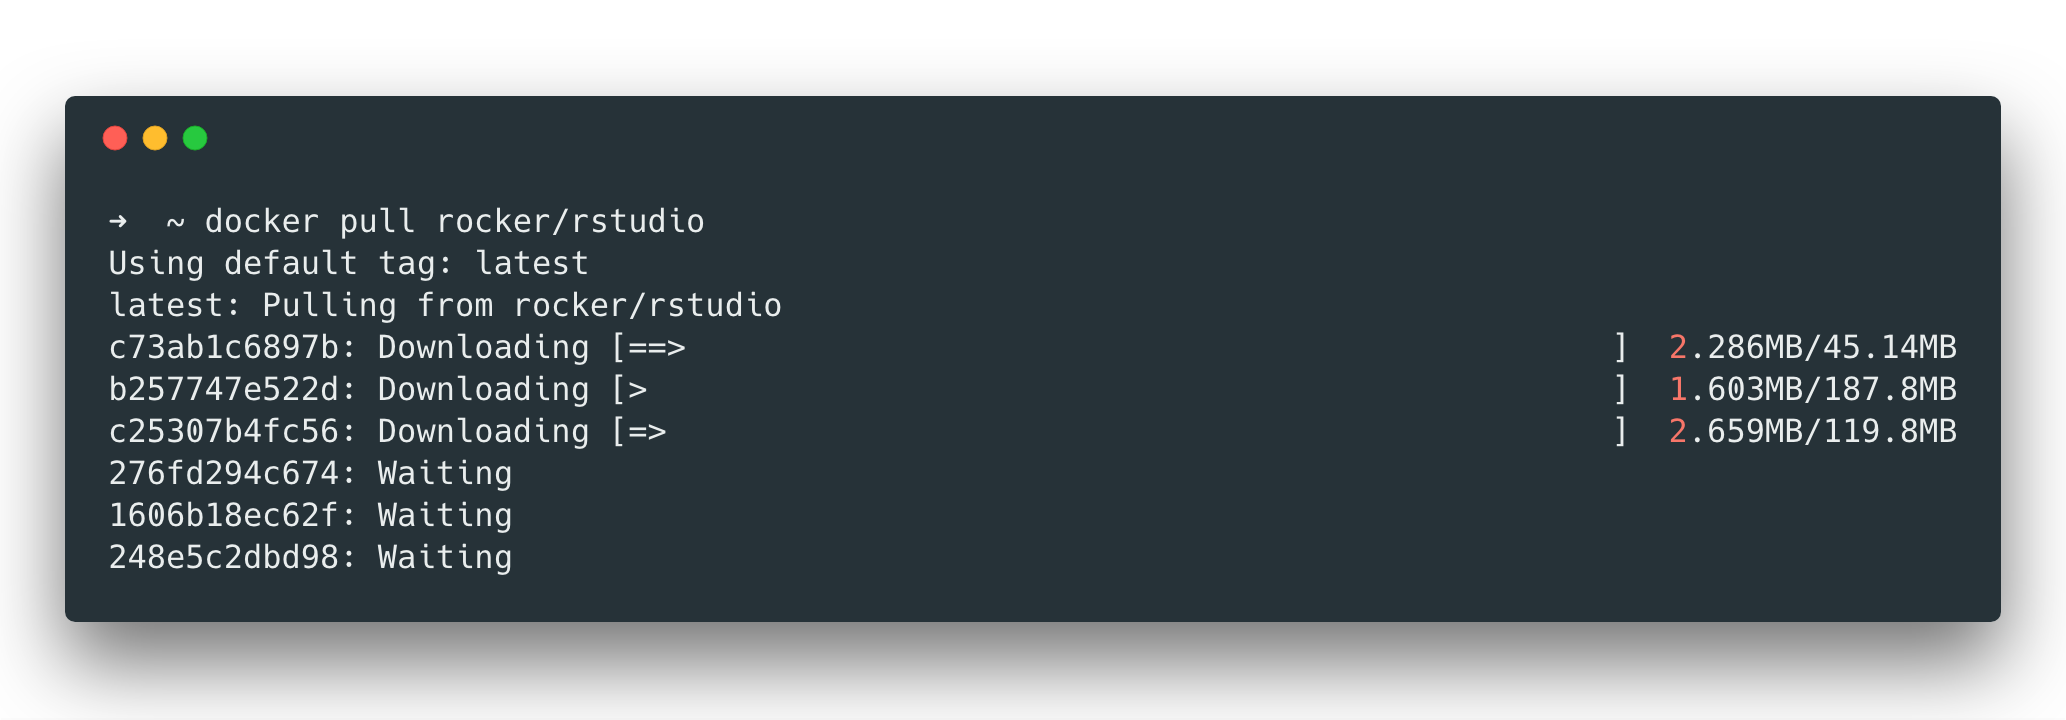 ➜  ~ docker pull rocker/rstudio
Using default tag: latest
latest: Pulling from rocker/rstudio
c73ab1c6897b: Downloading [==>                                                ]  2.286MB/45.14MB
b257747e522d: Downloading [>                                                  ]  1.603MB/187.8MB
c25307b4fc56: Downloading [=>                                                 ]  2.659MB/119.8MB
276fd294c674: Waiting
1606b18ec62f: Waiting
248e5c2dbd98: Waiting